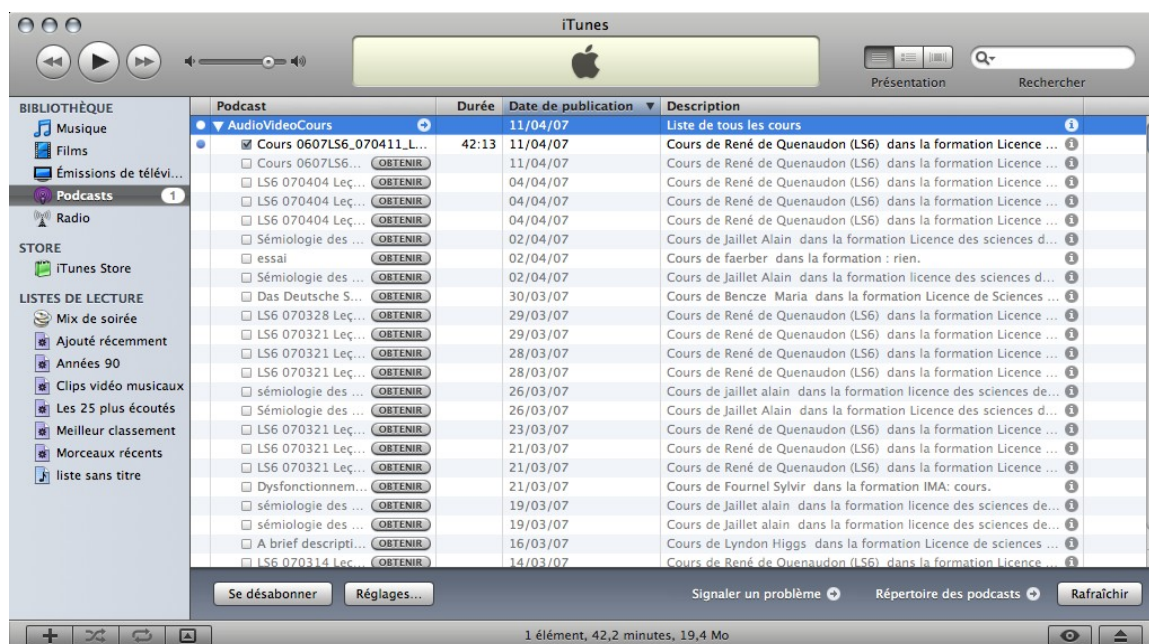 iTunes
Présentation
Rechercher
BIBLIOTHÈQUE
Musique
Films
Émissions de télévi...
Podcasts 1
Radio
STORE
iTunes Store
LISTES DE LECTURE
Mix de soirée
Ajouté récemment
Années 90
Clips vidéo musicaux
Les 25 plus écoutés
Meilleur classement
Morceaux récents
liste sans titre
Podcast Durée Date de publication Description
AudioVideoCours 11/04/07 Liste de tous les cours
Cours 0607LS6_070411_L... 42:13 11/04/07 Cours de René de Quenaudon (LS6) dans la formation Licence ...
Cours 0607LS6... OBTENIR 11/04/07 Cours de René de Quenaudon (LS6) dans la formation Licence ...
LS6 070404 Leç... OBTENIR 04/04/07 Cours de René de Quenaudon (LS6) dans la formation Licence ...
LS6 070404 Leç... OBTENIR 04/04/07 Cours de René de Quenaudon (LS6) dans la formation Licence ...
LS6 070404 Leç... OBTENIR 04/04/07 Cours de René de Quenaudon (LS6) dans la formation Licence ...
Sémiologie des ... OBTENIR 02/04/07 Cours de Jaillet Alain dans la formation Licence des sciences d...
essai OBTENIR 02/04/07 Cours de faerber dans la formation : rien.
Sémiologie des ... OBTENIR 02/04/07 Cours de Jaillet Alain dans la formation licence des sciences d...
Das Deutsche S... OBTENIR 30/03/07 Cours de Bencze Maria dans la formation Licence de Sciences ...
LS6 070328 Leç... OBTENIR 29/03/07 Cours de René de Quenaudon (LS6) dans la formation Licence ...
LS6 070321 Leç... OBTENIR 29/03/07 Cours de René de Quenaudon (LS6) dans la formation Licence ...
LS6 070321 Leç... OBTENIR 28/03/07 Cours de René de Quenaudon (LS6) dans la formation Licence ...
LS6 070321 Leç... OBTENIR 28/03/07 Cours de René de Quenaudon (LS6) dans la formation Licence ...
sémiologie des ... OBTENIR 26/03/07 Cours de jaillet alain dans la formation licence des sciences de...
Sémiologie des ... OBTENIR 26/03/07 Cours de Jaillet Alain dans la formation Licence des sciences d...
LS6 070321 Leç... OBTENIR 23/03/07 Cours de René de Quenaudon (LS6) dans la formation Licence ...
LS6 070321 Leç... OBTENIR 21/03/07 Cours de René de Quenaudon (LS6) dans la formation Licence ...
LS6 070321 Leç... OBTENIR 21/03/07 Cours de René de Quenaudon (LS6) dans la formation Licence ...
Dysfonctionnem... OBTENIR 21/03/07 Cours de Fournel Sylvir dans la formation IMA: cours.
sémiologie des ... OBTENIR 19/03/07 Cours de Jaillet alain dans la formation licence des sciences de...
sémiologie des ... OBTENIR 19/03/07 Cours de Jaillet alain dans la formation licence des sciences de...
A brief descripti... OBTENIR 16/03/07 Cours de Lyndon Higgs dans la formation Licence de sciences ...
LS6 070314 Leç... OBTENIR 14/03/07 Cours de René de Quenaudon (LS6) dans la formation Licence ...
Se désabonner Réglages... Signaler un problème Répertoire des podcasts Rafraîchir
1 élément, 42,2 minutes, 19,4 Mo